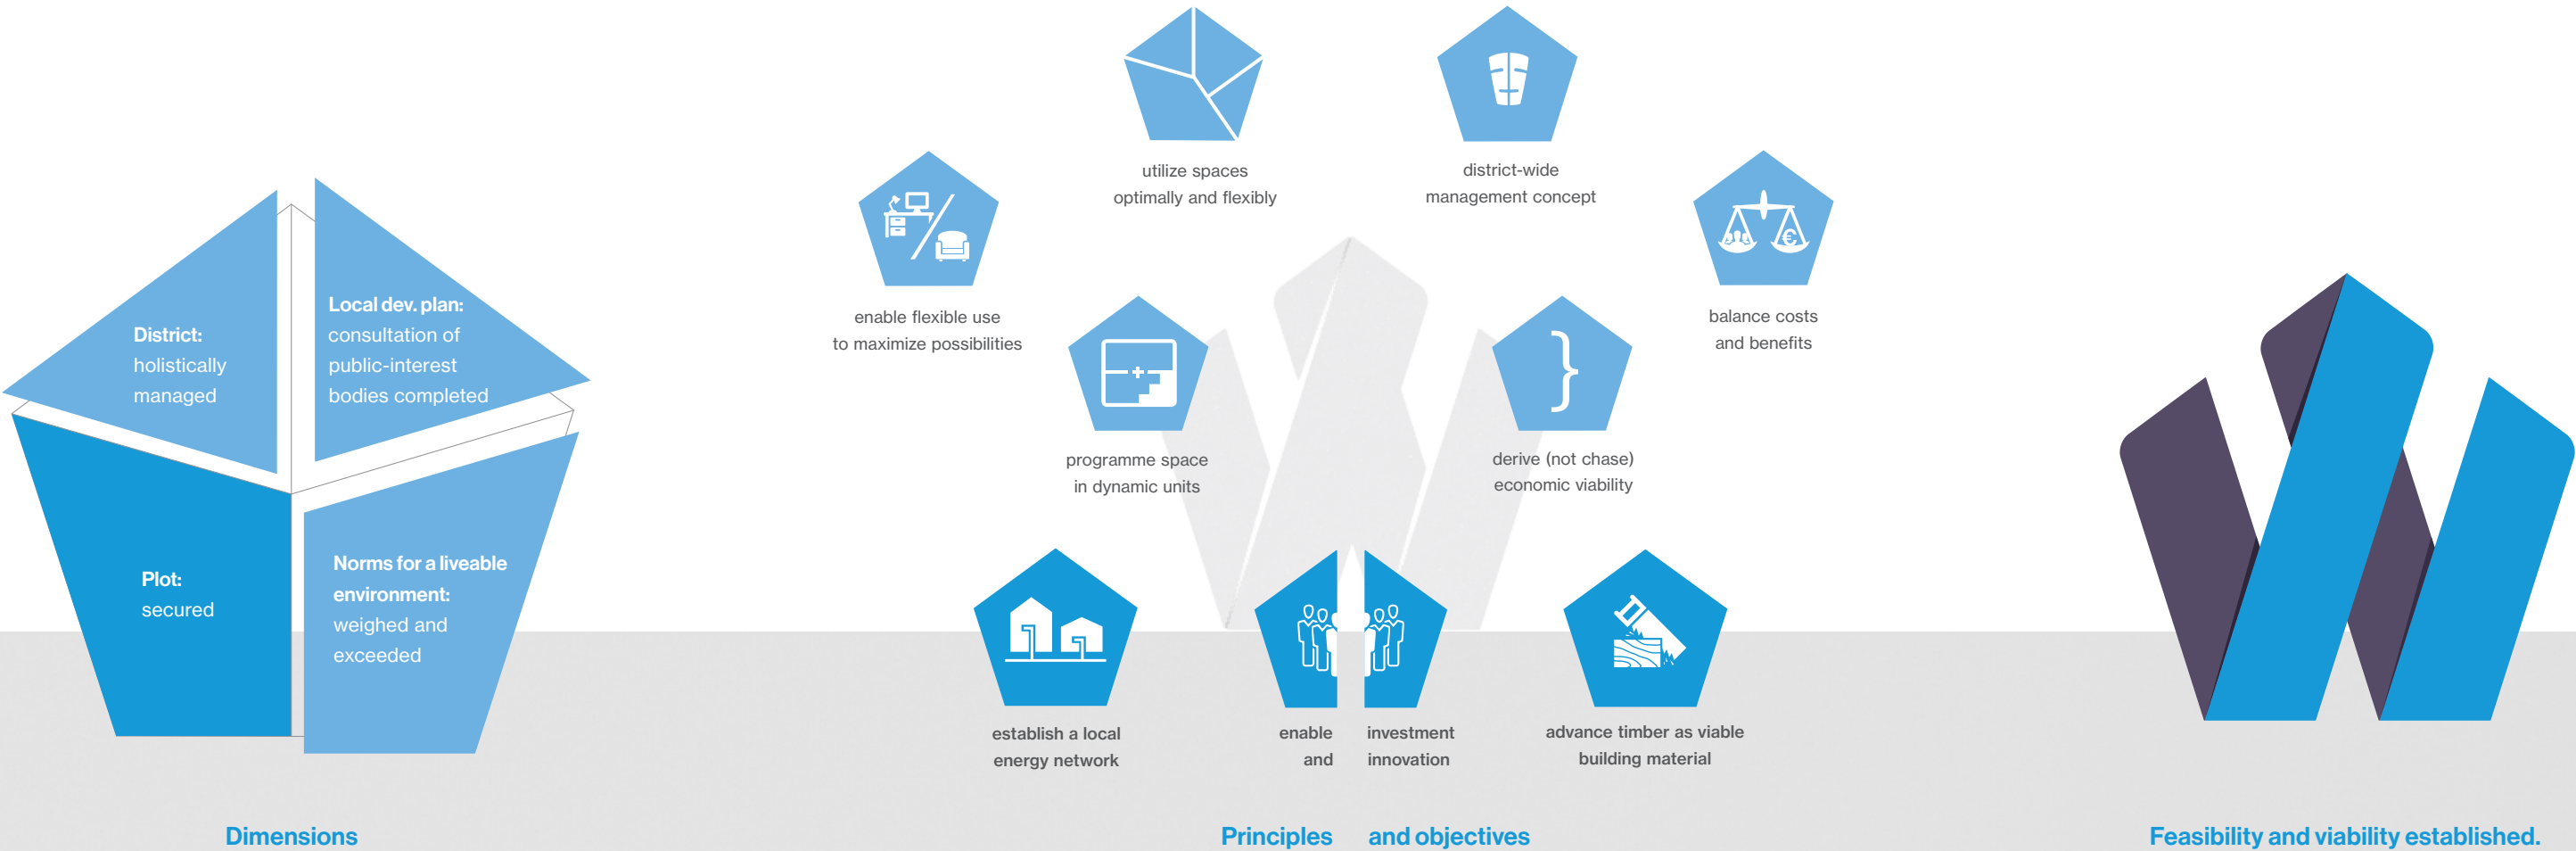 District:
holistically
managed
Local dev. plan:
consultation of
public-interest
bodies completed
Plot:
secured
Norms for a liveable
environment:
weighed and
exceeded
Dimensions
utilize spaces
optimally and flexibly
district-wide
management concept
enable flexible use
to maximize possibilities
€
balance costs
and benefits
programme space
in dynamic units
}
derive (not chase)
economic viability
establish a local
energy network
enable investment
and innovation
advance timber as viable
building material
Principles and objectives
Feasibility and viability established.